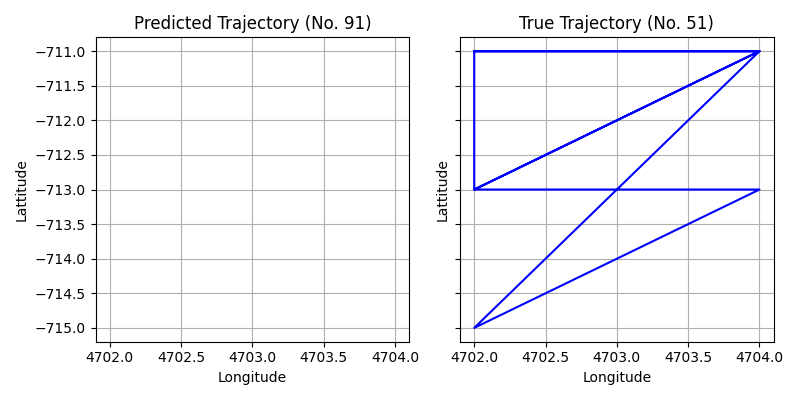 Predicted Trajectory (No. 91)
True Trajectory (No. 51)
−711.0
−711.5
−712.0
−712.5
−713.0
−713.5
−714.0
−714.5
−715.0
Lattitude
Lattitude
4702.0 4702.5 4703.0 4703.5 4704.0
4702.0 4702.5 4703.0 4703.5 4704.0
Longitude
Longitude